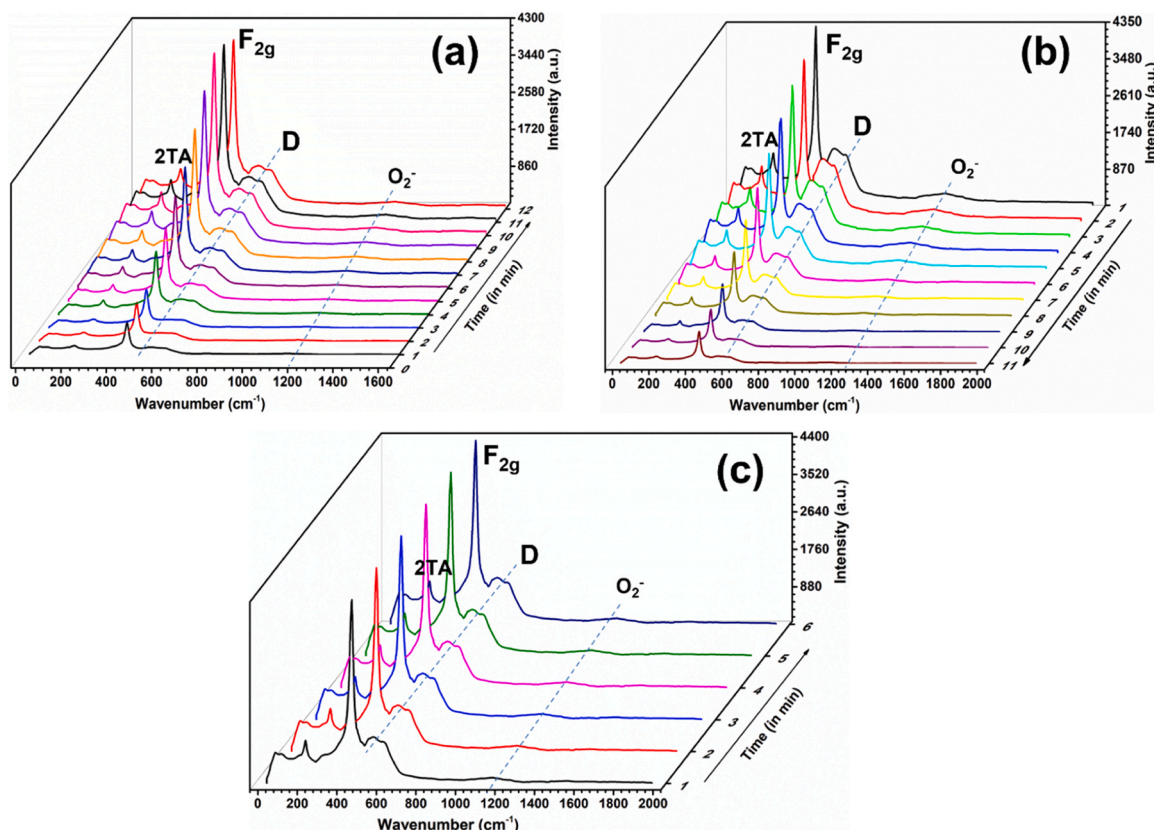 (a)
F2g
2TA
D
O2-
4300
3440
2580
1720
860
Intensity (a.u.)
0 1 2 3 4 5 6 7 8 9 10 11 12
Time (in min)
0 200 400 600 800 1000 1200 1400 1600
Wavenumber (cm-1)
(b)
F2g
2TA
D
O2-
4350
3480
2610
1740
870
Intensity (a.u.)
1 2 3 4 5 6 7 8 9 10 11
Time (in min)
0 200 400 600 800 1000 1200 1400 1600 1800 2000
Wavenumber (cm-1)
(c)
F2g
2TA
D
O2-
4400
3520
2640
1760
880
Intensity (a.u.)
1 2 3 4 5 6
Time (in min)
0 200 400 600 800 1000 1200 1400 1600 1800 2000
Wavenumber (cm-1)